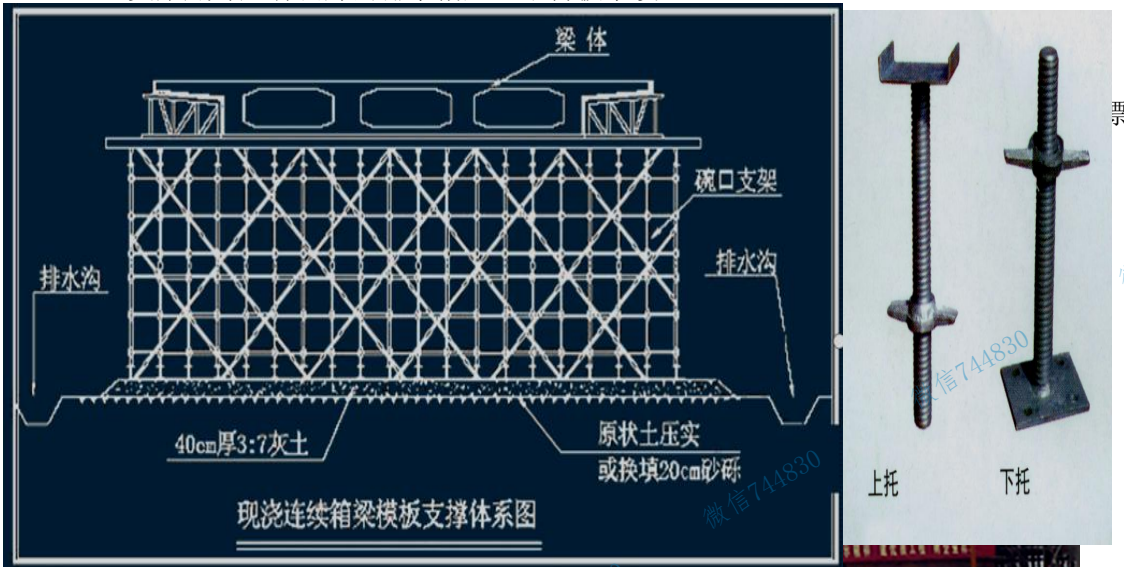 梁体
碗口支架
排水沟
排水沟
40cm厚3:7灰土
原状土压实
或换填20cm砂砾
现浇连续箱梁模板支撑体系图
微信744830
上托
下托
微信744830
票